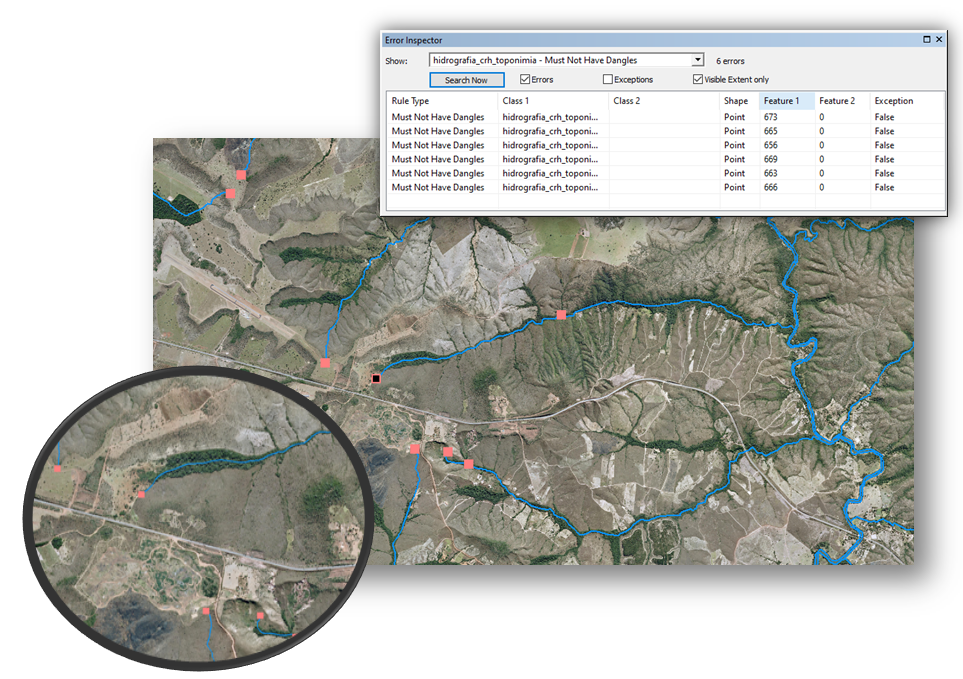 Error Inspector
Show: hidrografia_crh_toponimia - Must Not Have Dangles 6 errors
Search Now Errors Exceptions Visible Extent only
Rule Type Class 1 Class 2 Shape Feature 1 Feature 2 Exception
Must Not Have Dangles hidrografia_crh_toponi... Point 673 0 False
Must Not Have Dangles hidrografia_crh_toponi... Point 665 0 False
Must Not Have Dangles hidrografia_crh_toponi... Point 656 0 False
Must Not Have Dangles hidrografia_crh_toponi... Point 669 0 False
Must Not Have Dangles hidrografia_crh_toponi... Point 663 0 False
Must Not Have Dangles hidrografia_crh_toponi... Point 666 0 False